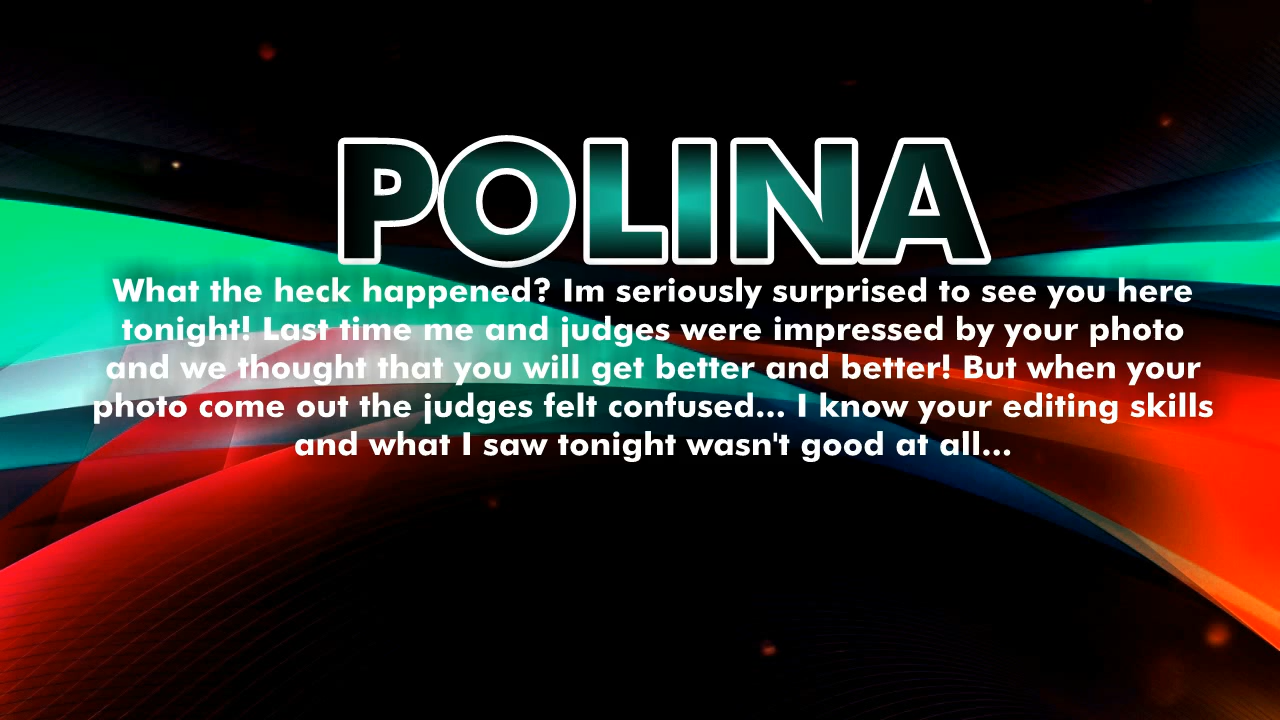 POLINA
What the heck happened? Im seriously surprised to see you here
tonight! Last time me and judges were impressed by your photo
and we thought that you will get better and better! But when your
photo come out the judges felt confused... I know your editing skills
and what I saw tonight wasn't good at all...